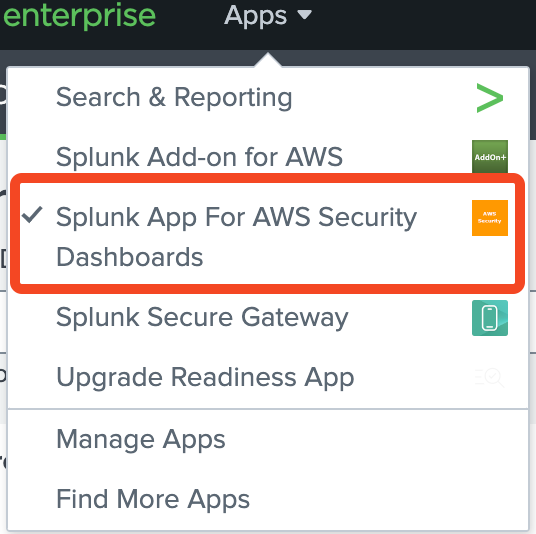 enterprise Apps
Search & Reporting
Splunk Add-on for AWS
AddOn+
Splunk App For AWS Security
Dashboards
AWS
Security
Splunk Secure Gateway
Upgrade Readiness App
Manage Apps
Find More Apps